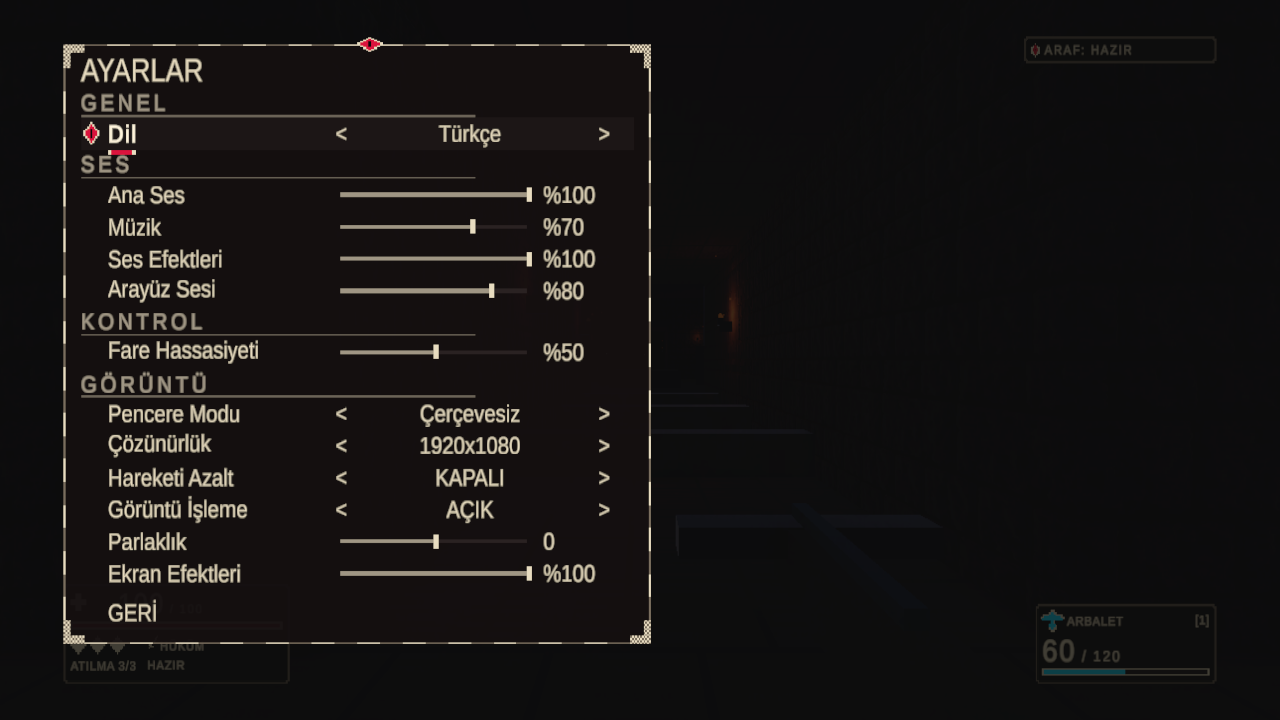 AYARLAR
GENEL
Dil < Türkçe >
SES
Ana Ses %100
Müzik %70
Ses Efektleri %100
Arayüz Sesi %80
KONTROL
Fare Hassasiyeti %50
GÖRÜNTÜ
Pencere Modu < Çerçevesiz >
Çözünürlük < 1920x1080 >
Hareketi Azalt < KAPALI >
Görüntü İşleme < AÇIK >
Parlaklık 0
Ekran Efektleri %100
GERİ
HÜKÜM
ATILMA 3/3 HAZIR
ARAF: HAZIR
ARBALET [1]
60 / 120